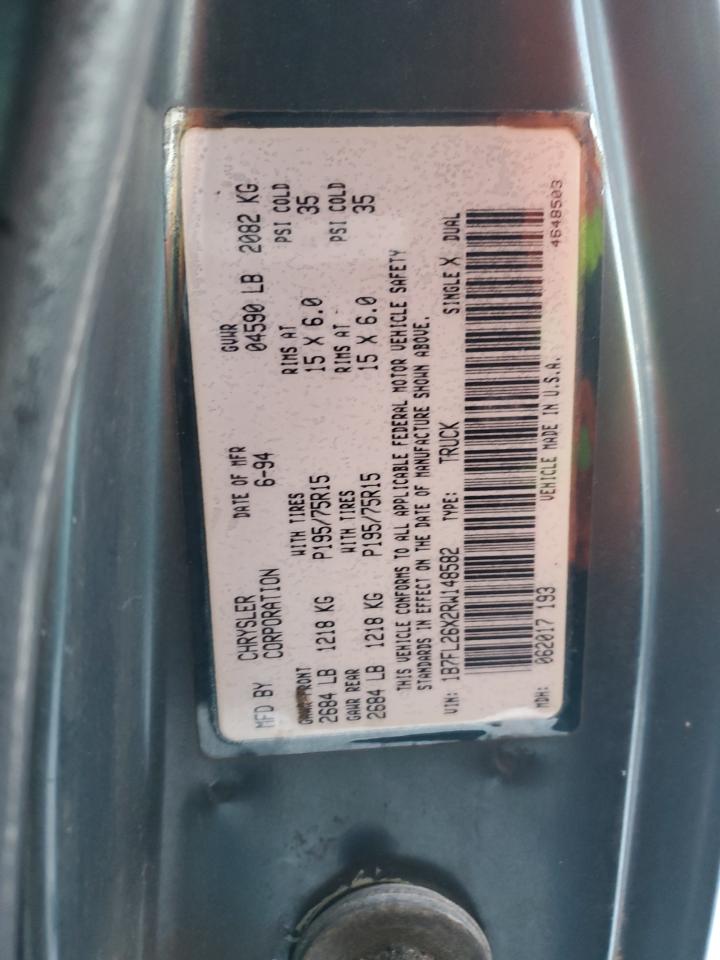 MFD BY CHRYSLER CORPORATION DATE OF MFR 6-94 GVWR 04590 LB 2082 KG
GAWR FRONT WITH TIRES RIMS AT PSI COLD
2684 LB 1218 KG P195/75R15 15 X 6.0 35
GAWR REAR WITH TIRES RIMS AT PSI COLD
2684 LB 1218 KG P195/75R15 15 X 6.0 35
THIS VEHICLE CONFORMS TO ALL APPLICABLE FEDERAL MOTOR VEHICLE SAFETY
STANDARDS IN EFFECT ON THE DATE OF MANUFACTURE SHOWN ABOVE.
VIN: 1B7FL26X2RW148582 TYPE: TRUCK SINGLE X DUAL
MDH: 062017 193 VEHICLE MADE IN U.S.A. 4648503